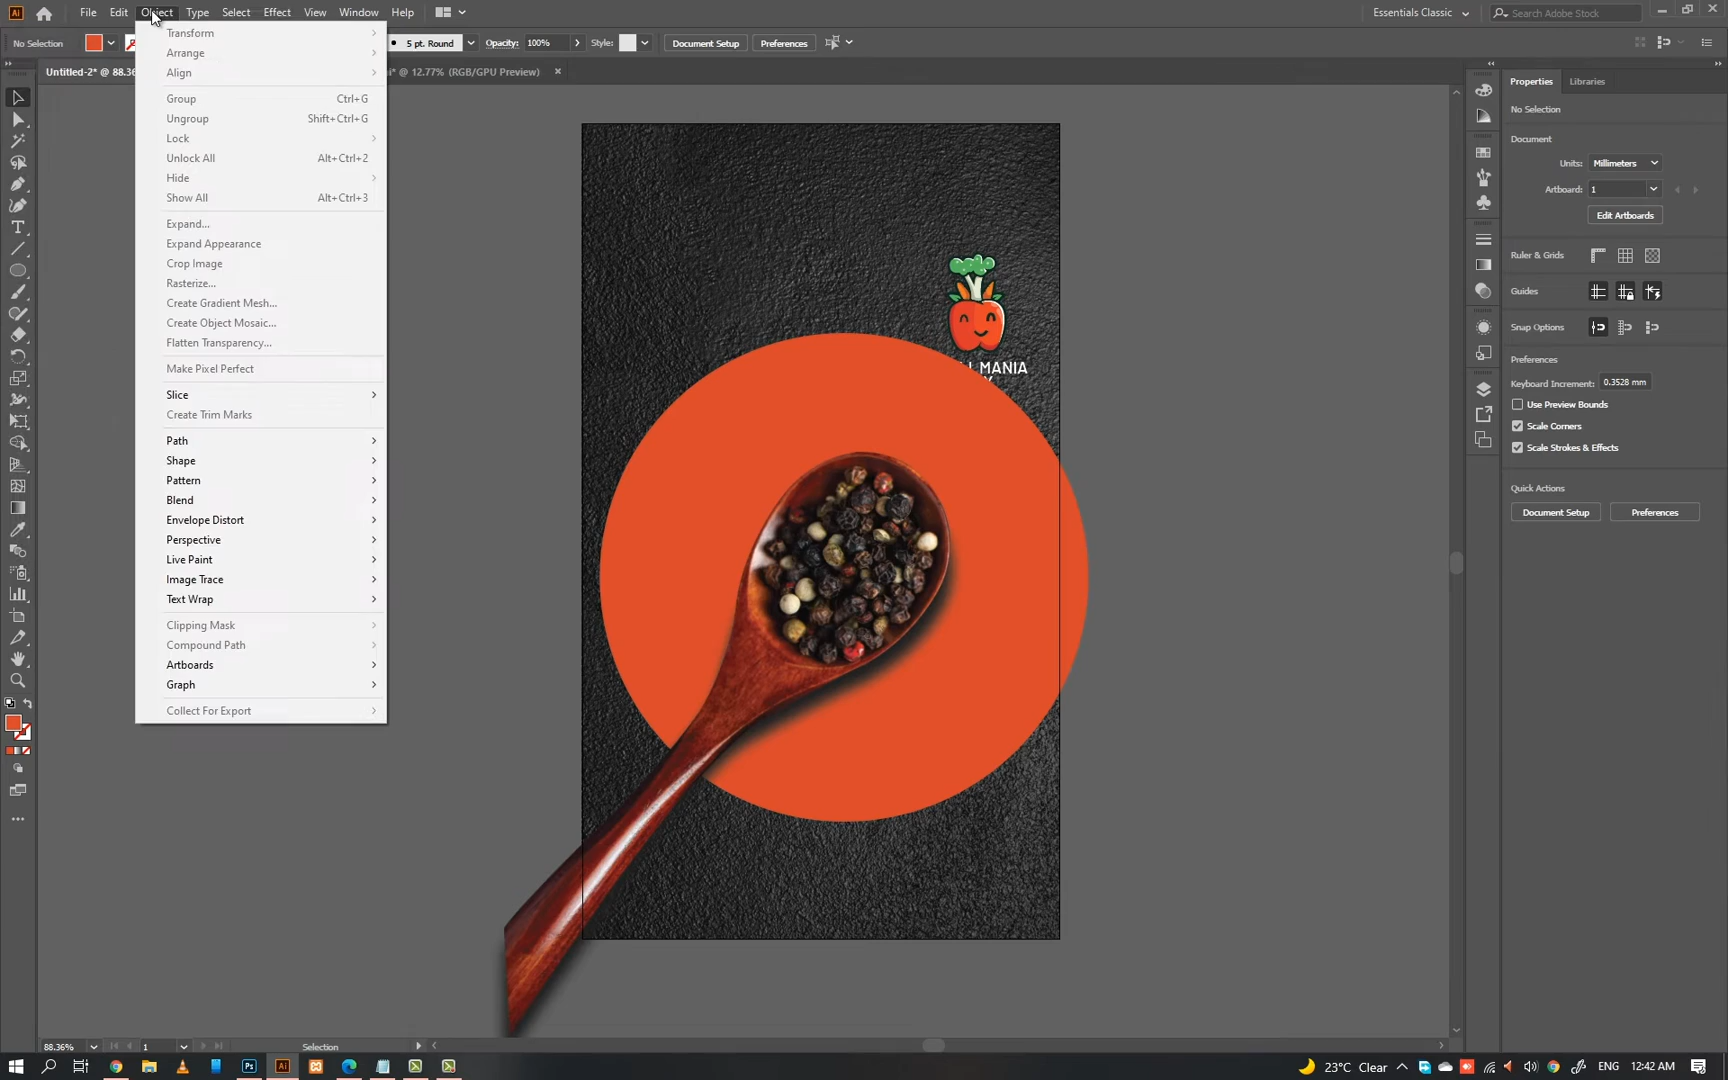 Ai File Edit Object Type Select Effect View Window Help Essentials Classic Search Adobe Stock
No Selection 5 pt. Round Opacity: 100% Style: Document Setup Preferences
Untitled-2* @ 88.36 @ 12.77% (RGB/GPU Preview) ×
Transform
Arrange
Align
Group Ctrl+G
Ungroup Shift+Ctrl+G
Lock
Unlock All Alt+Ctrl+2
Hide
Show All Alt+Ctrl+3
Expand...
Expand Appearance
Crop Image
Rasterize...
Create Gradient Mesh...
Create Object Mosaic...
Flatten Transparency...
Make Pixel Perfect
Slice
Create Trim Marks
Path
Shape
Pattern
Blend
Envelope Distort
Perspective
Live Paint
Image Trace
Text Wrap
Clipping Mask
Compound Path
Artboards
Graph
Collect For Export
MANIA
Properties Libraries
No Selection
Document
Units: Millimeters
Artboard: 1
Edit Artboards
Ruler & Grids
Guides
Snap Options
Preferences
Keyboard Increment: 0.3528 mm
Use Preview Bounds
Scale Corners
Scale Strokes & Effects
Quick Actions
Document Setup Preferences
88.36% 1 Selection
Ps Ai 23°C Clear ENG 12:42 AM